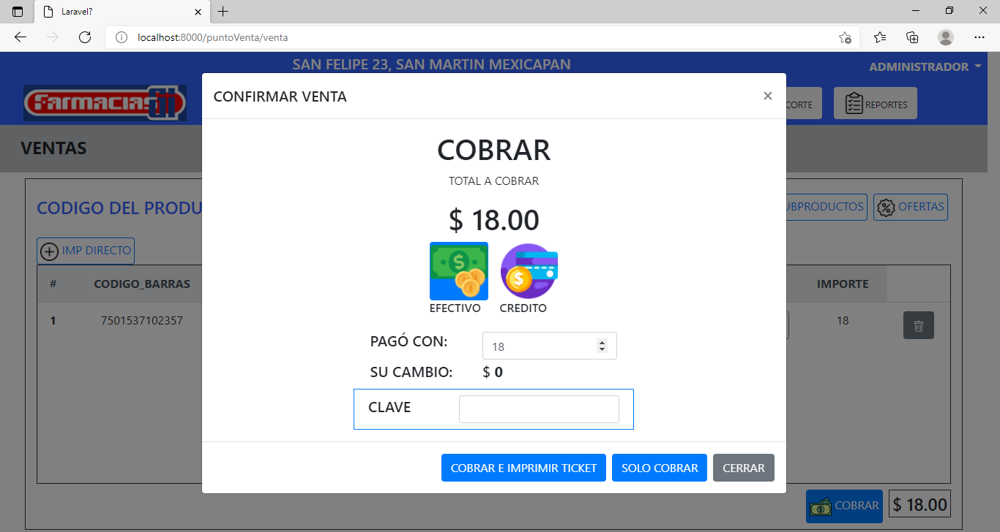 Laravel?
localhost:8000/puntoVenta/venta
SAN FELIPE 23, SAN MARTIN MEXICAPAN
ADMINISTRADOR
Farmacias GI
CORTE
REPORTES
VENTAS
CONFIRMAR VENTA
×
COBRAR
TOTAL A COBRAR
$ 18.00
EFECTIVO
CREDITO
PAGÓ CON:
18
SU CAMBIO:
$ 0
CLAVE
COBRAR E IMPRIMIR TICKET
SOLO COBRAR
CERRAR
CODIGO DEL PRODU
UBPRODUCTOS
OFERTAS
IMP DIRECTO
#
CODIGO_BARRAS
IMPORTE
1
7501537102357
18
COBRAR
$ 18.00